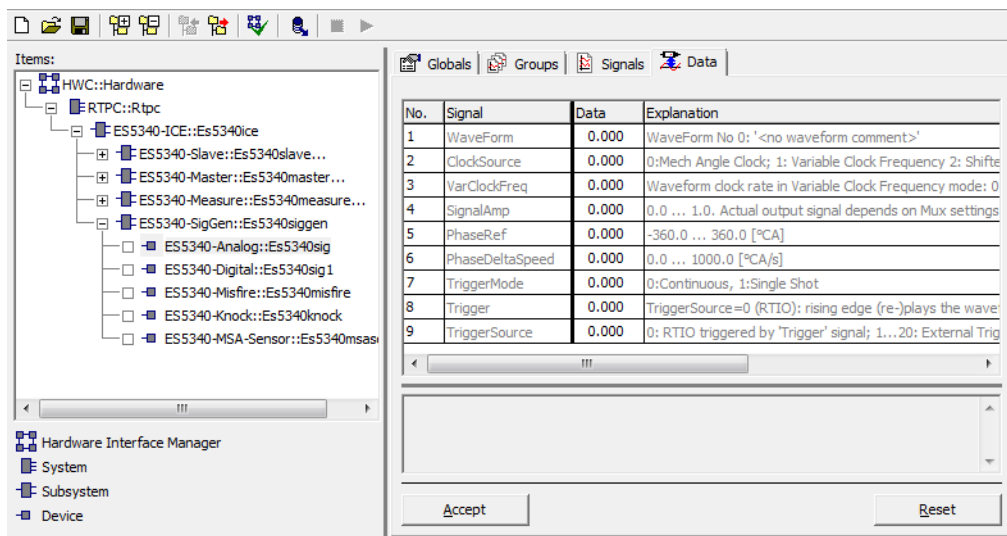 Items:
HWC::Hardware
RTPC::Rtpc
ES5340-ICE::Es5340ice
ES5340-Slave::Es5340slave...
ES5340-Master::Es5340master...
ES5340-Measure::Es5340measure...
ES5340-SigGen::Es5340siggen
ES5340-Analog::Es5340sig
ES5340-Digital::Es5340sig1
ES5340-Misfire::Es5340misfire
ES5340-Knock::Es5340knock
ES5340-MSA-Sensor::Es5340msase
Hardware Interface Manager
System
Subsystem
Device
Globals Groups Signals Data
No. Signal Data Explanation
1 WaveForm 0.000 WaveForm No 0: '<no waveform comment>'
2 ClockSource 0.000 0:Mech Angle Clock; 1: Variable Clock Frequency 2: Shifte
3 VarClockFreq 0.000 Waveform clock rate in Variable Clock Frequency mode: 0
4 SignalAmp 0.000 0.0 ... 1.0. Actual output signal depends on Mux settings
5 PhaseRef 0.000 -360.0 ... 360.0 [°CA]
6 PhaseDeltaSpeed 0.000 0.0 ... 1000.0 [°CA/s]
7 TriggerMode 0.000 0:Continuous, 1:Single Shot
8 Trigger 0.000 TriggerSource=0 (RTIO): rising edge (re-)plays the wave
9 TriggerSource 0.000 0: RTIO triggered by 'Trigger' signal; 1...20: External Trig
Accept Reset